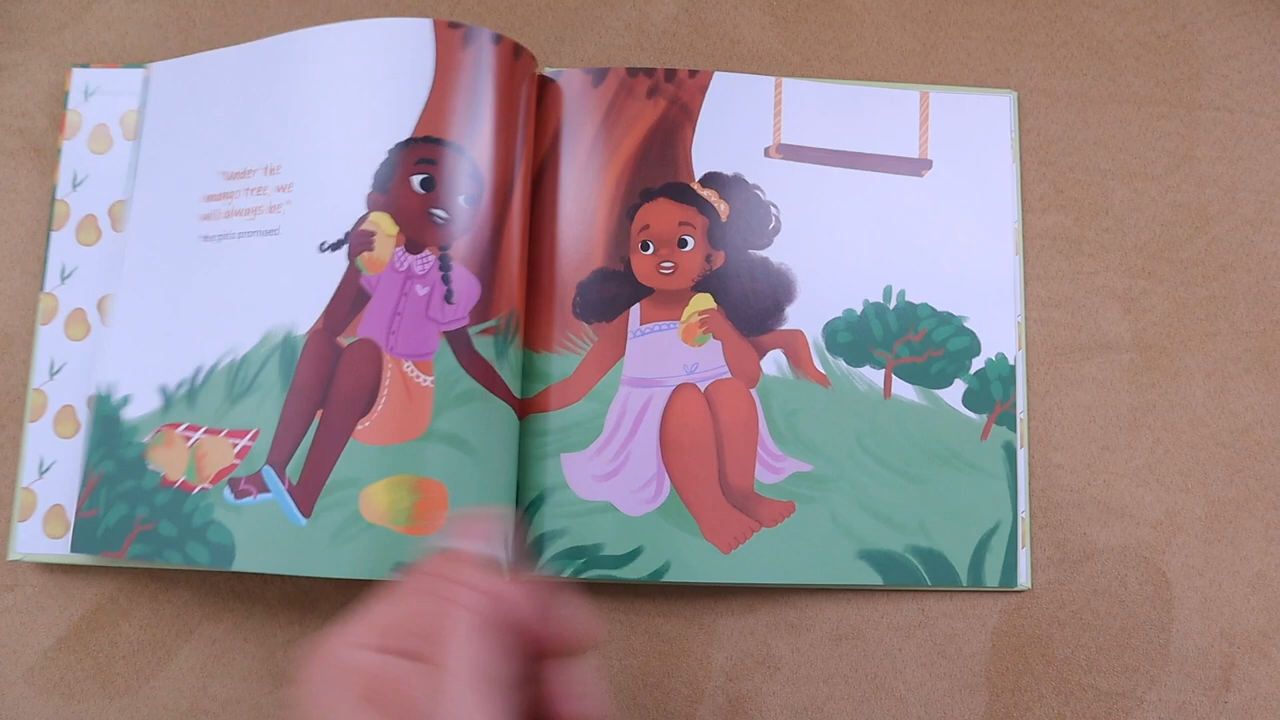 "Under the
mango tree, we
will always be,"
the girls promised.